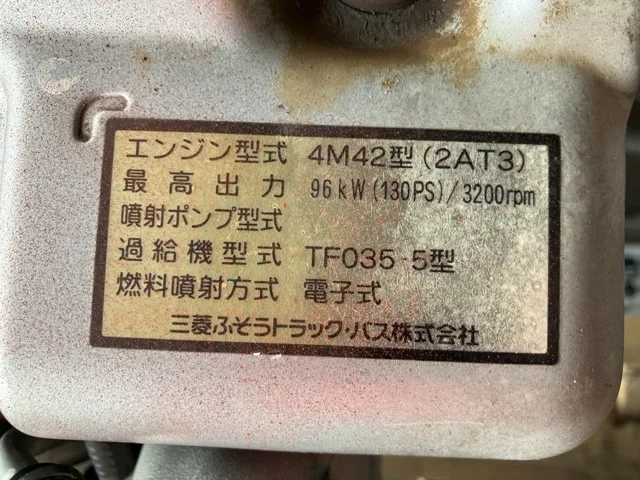 エンジン型式 4M42型(2AT3)
最高出力 96kW(130PS)/3200rpm
噴射ポンプ型式
過給機型式 TF035-5型
燃料噴射方式 電子式
三菱ふそうトラック・バス株式会社